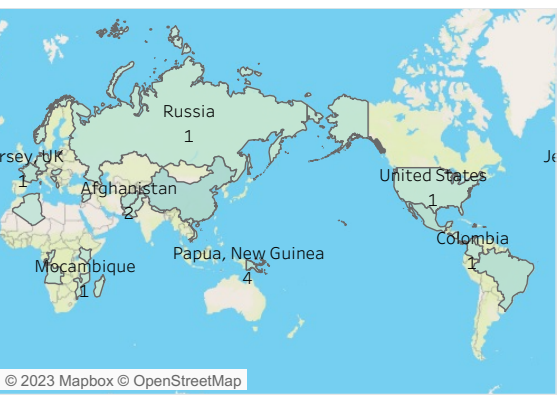 Russia
1
rsey, UK
1
Je
United States
1
Afghanistan
2
Colombia
1
Papua, New Guinea
4
Moçambique
1
© 2023 Mapbox © OpenStreetMap